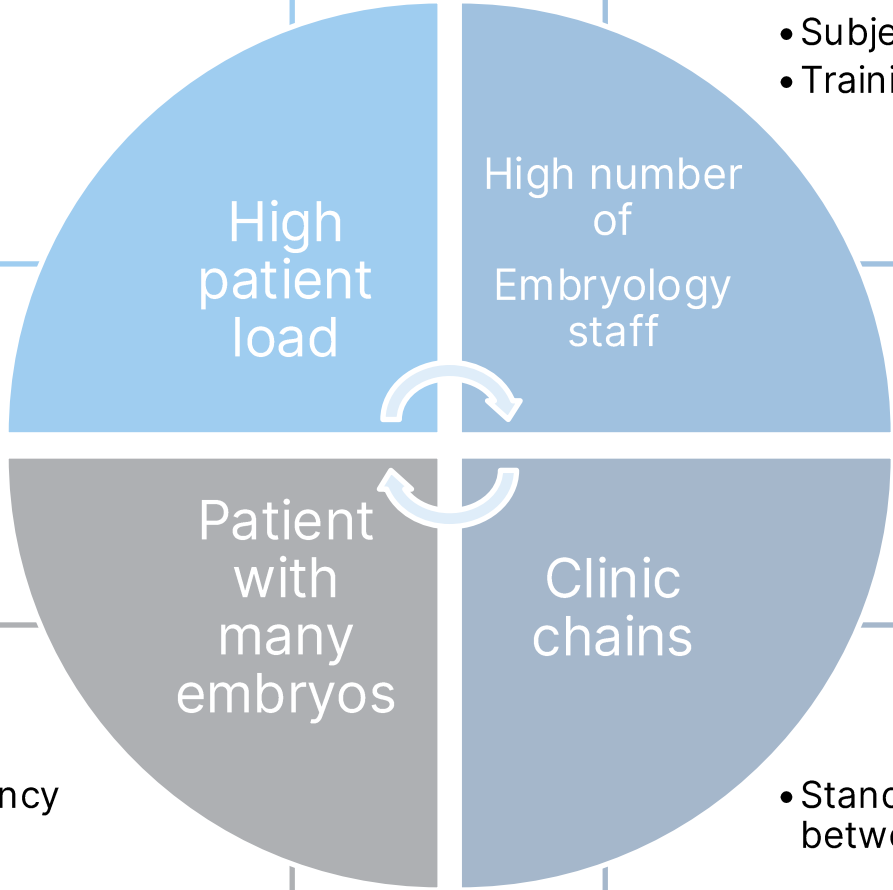 High
patient
load
High number
of
Embryology
staff
Patient
with
many
embryos
Clinic
chains